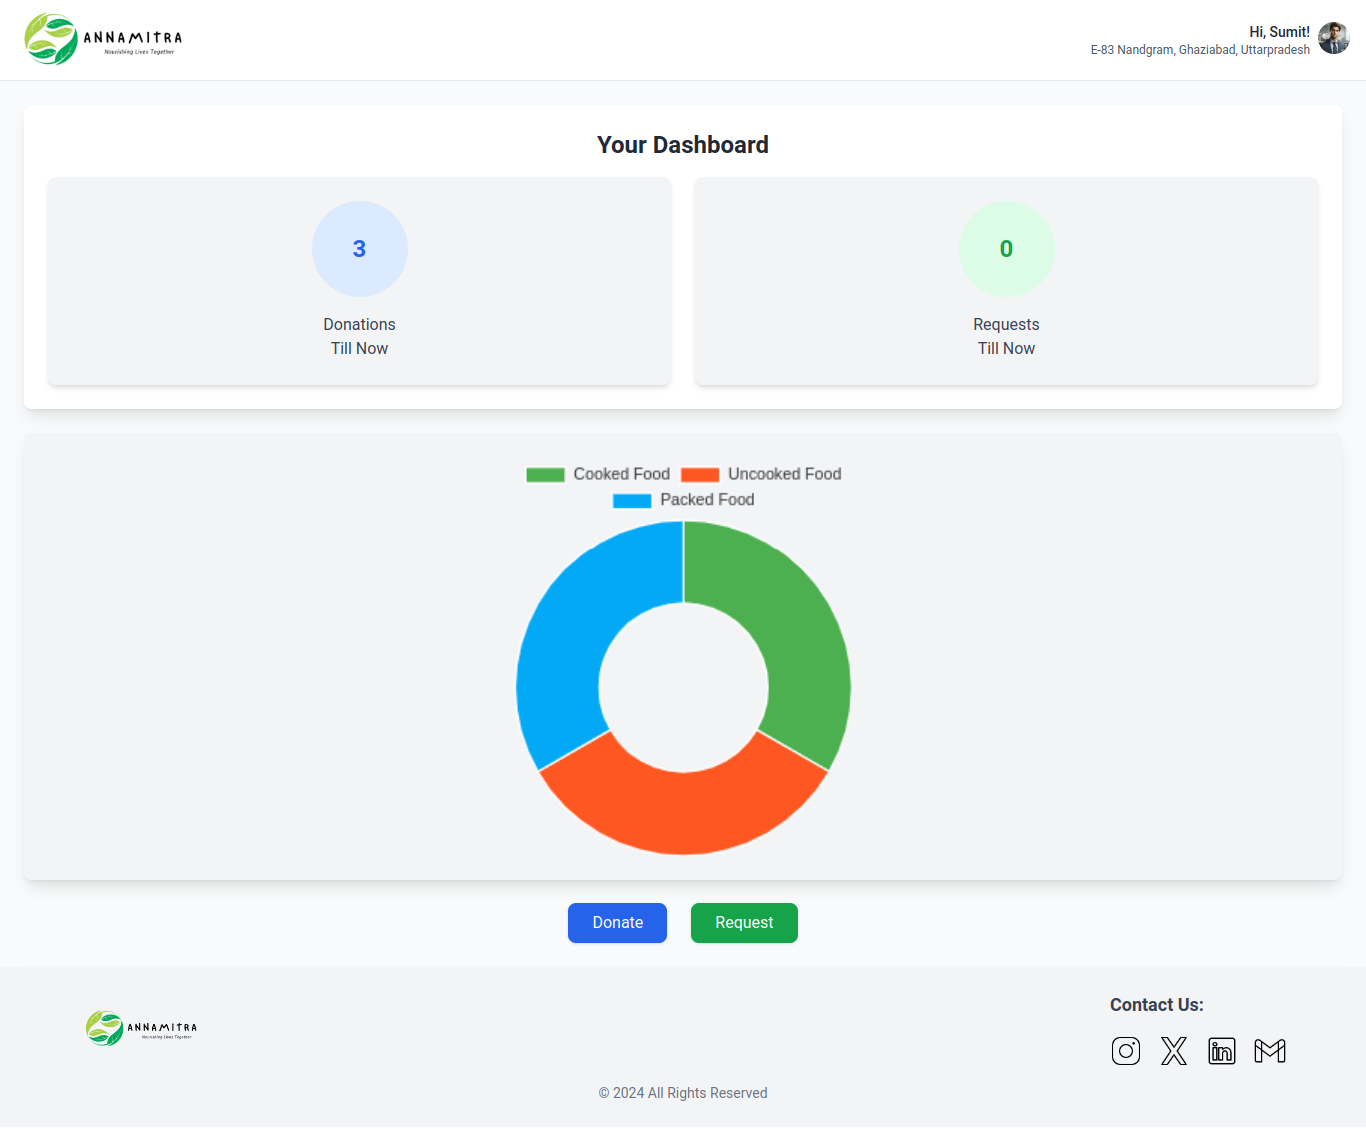 ANNAMITRA
Nourishing Lives Together
Hi, Sumit!
E-83 Nandgram, Ghaziabad, Uttarpradesh
Your Dashboard
3
Donations
Till Now
0
Requests
Till Now
Cooked Food
Uncooked Food
Packed Food
Donate
Request
ANNAMITRA
Nourishing Lives Together
Contact Us:
© 2024 All Rights Reserved